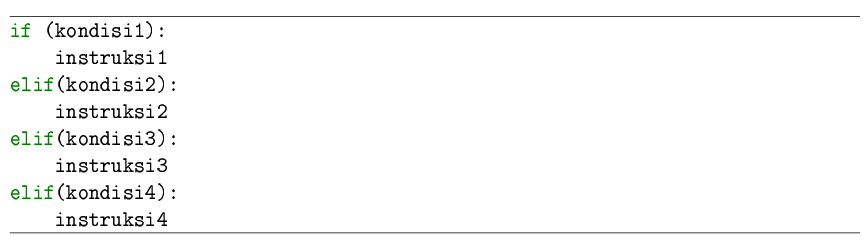 if (kondisi1):
    instruksi1
elif(kondisi2):
    instruksi2
elif(kondisi3):
    instruksi3
elif(kondisi4):
    instruksi4